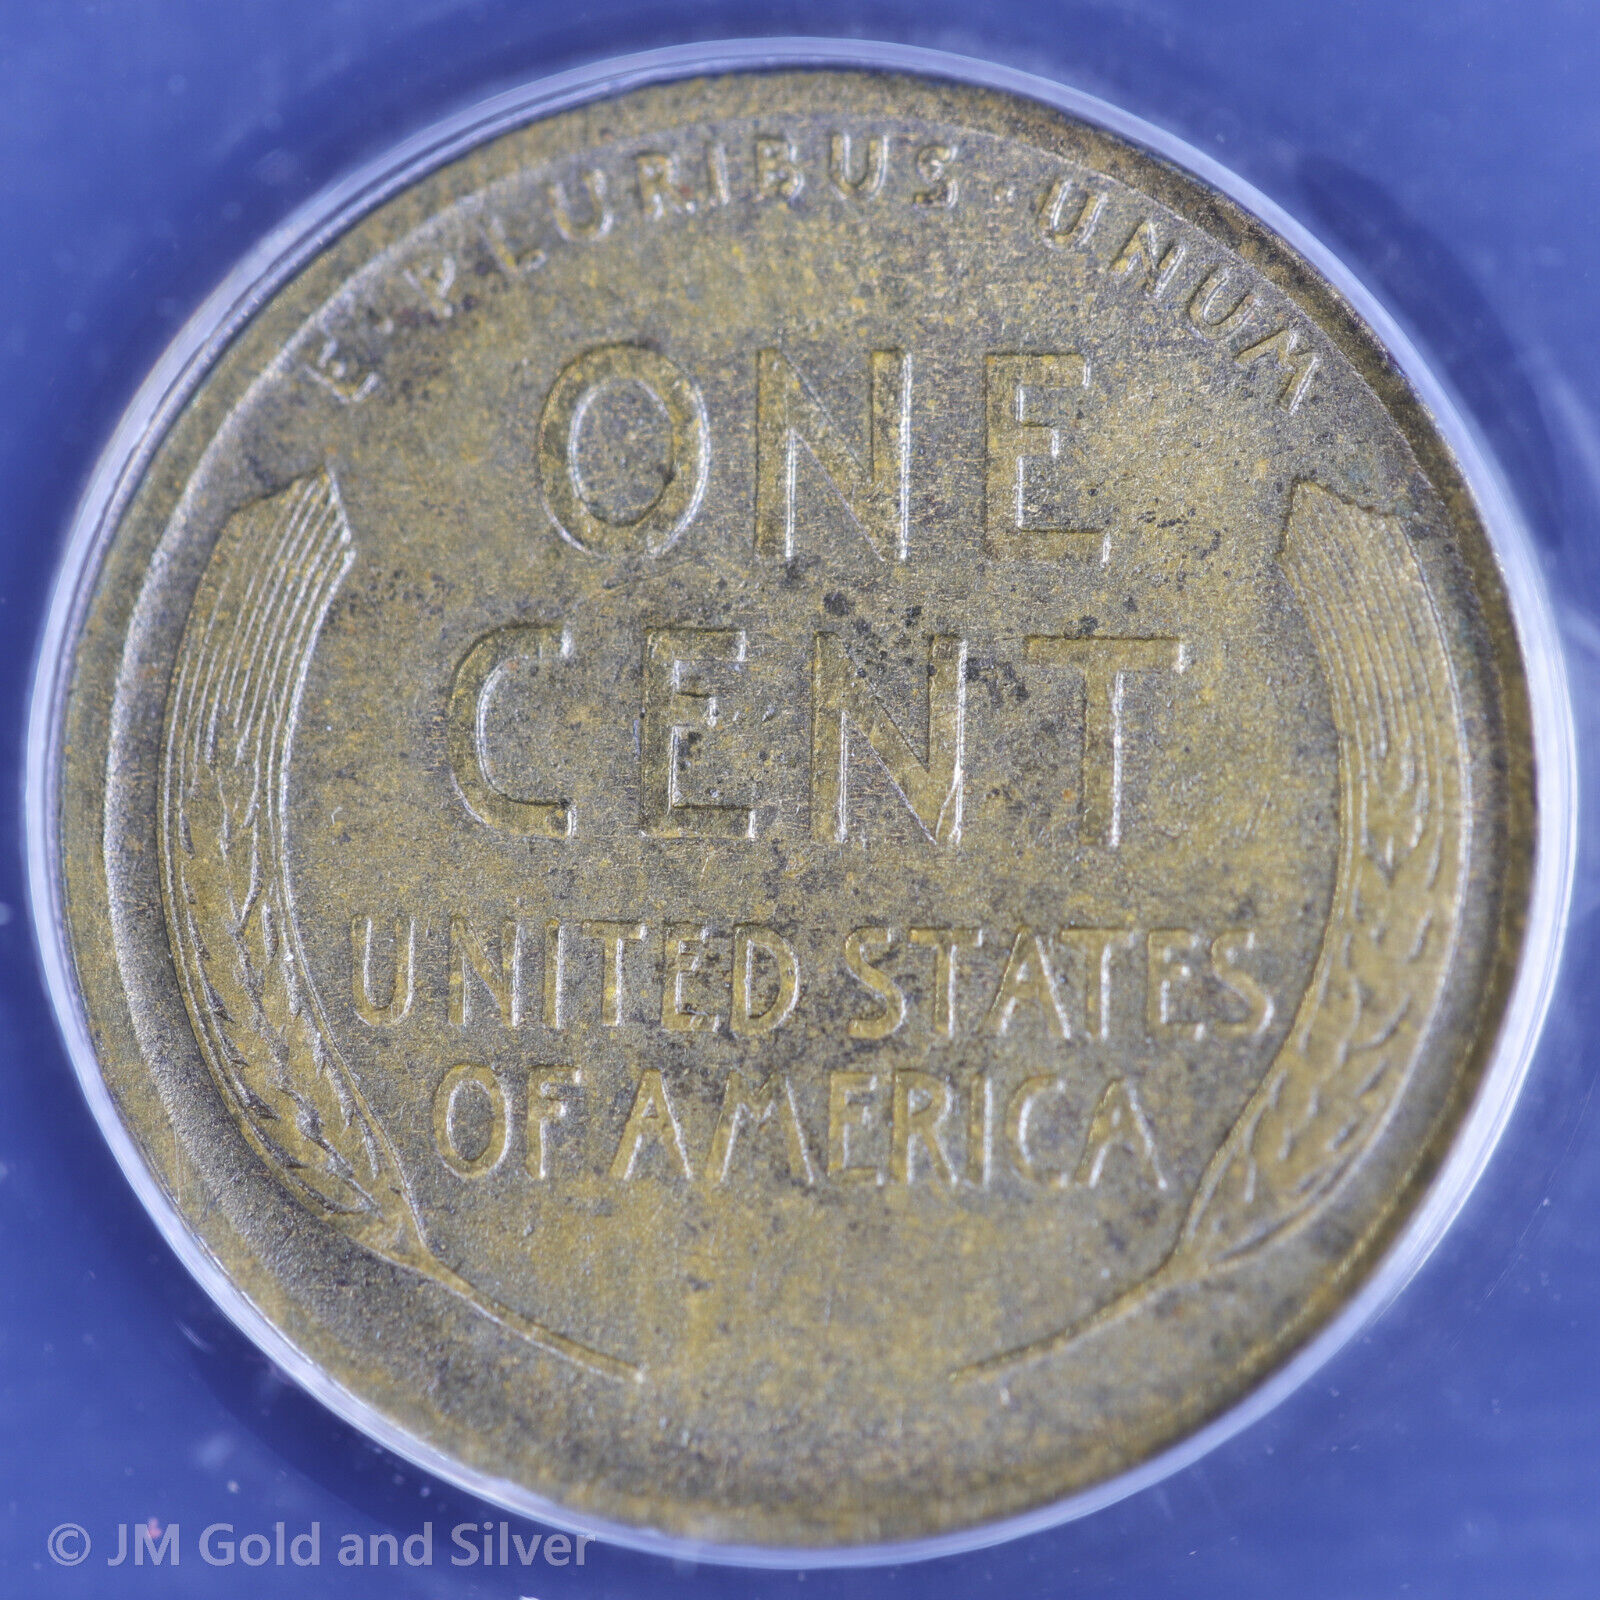 E·PLURIBUS·UNUM
ONE
CENT
UNITED STATES
OF AMERICA
© JM Gold and Silver